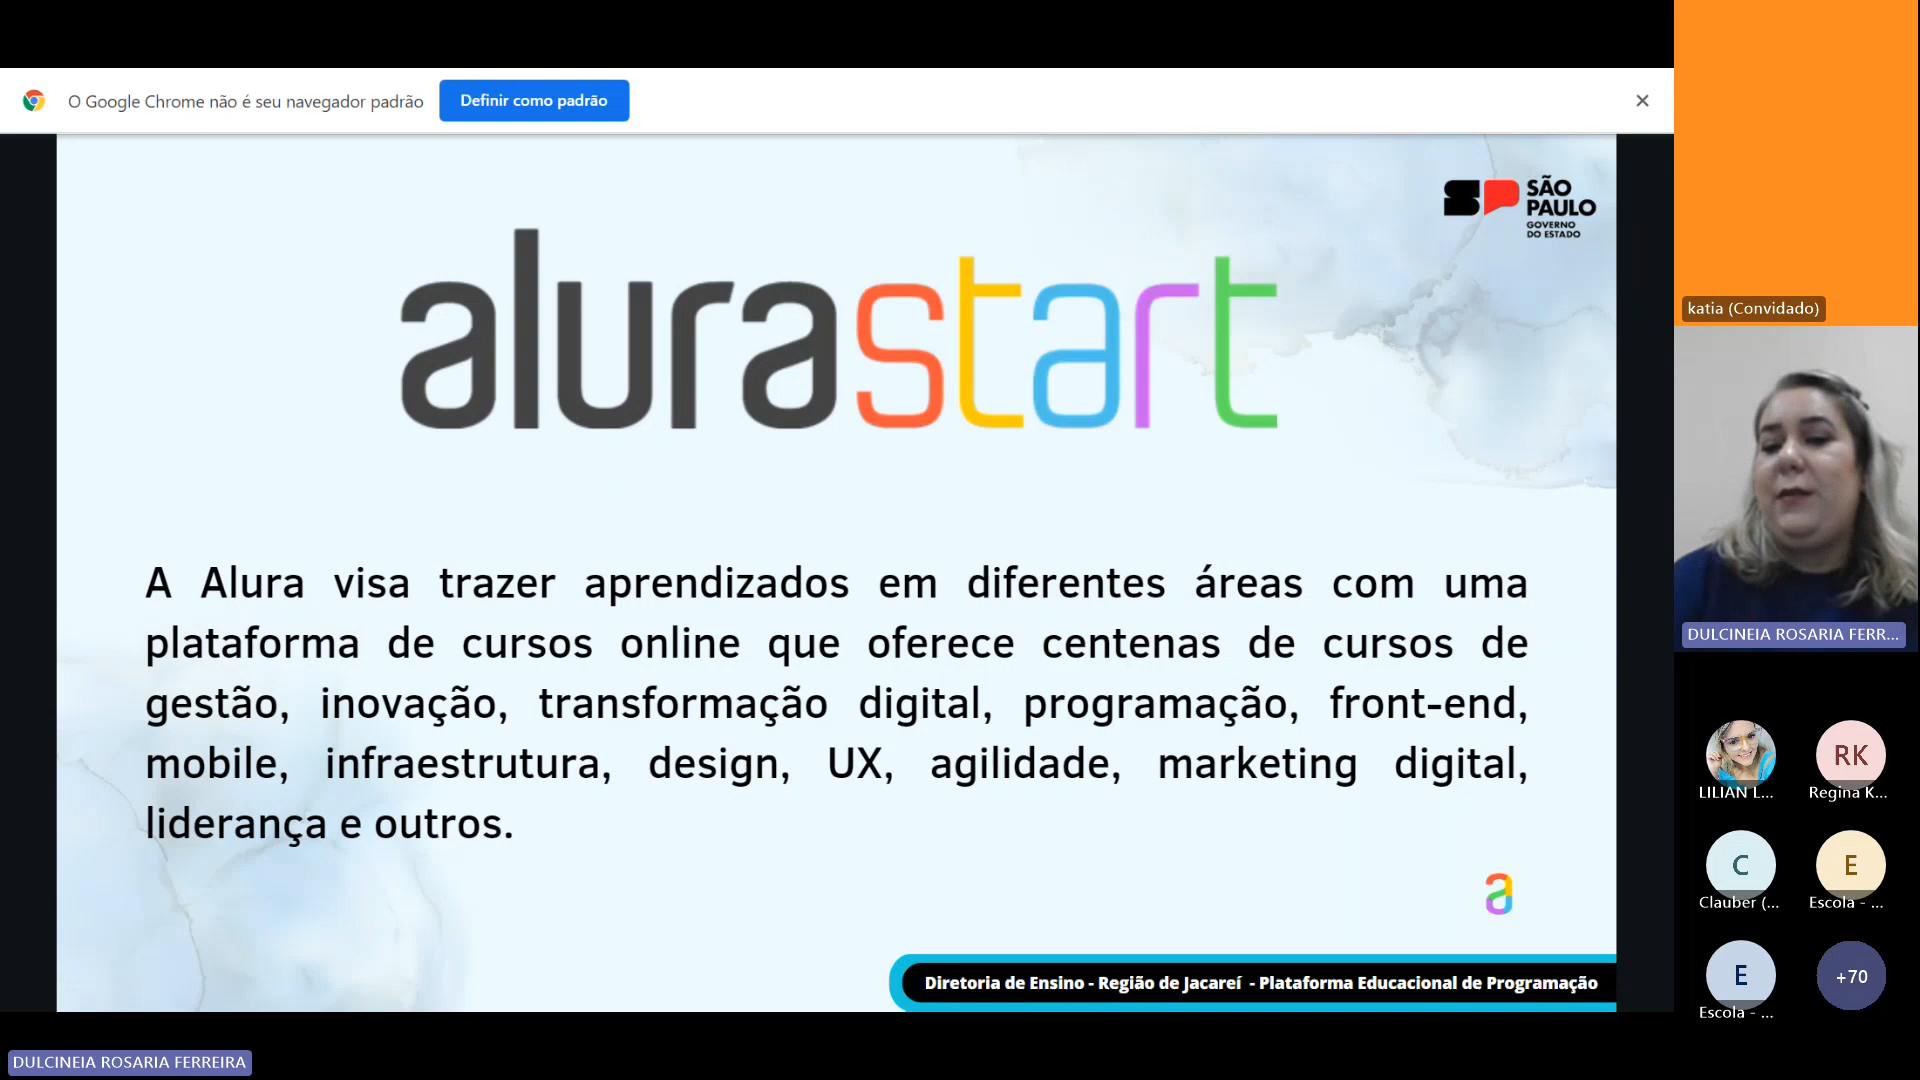 O Google Chrome não é seu navegador padrão
Definir como padrão
SÃO
PAULO
GOVERNO
DO ESTADO
alurastart
A Alura visa trazer aprendizados em diferentes áreas com uma
plataforma de cursos online que oferece centenas de cursos de
gestão, inovação, transformação digital, programação, front-end,
mobile, infraestrutura, design, UX, agilidade, marketing digital,
liderança e outros.
a
Diretoria de Ensino - Região de Jacareí - Plataforma Educacional de Programação
DULCINEIA ROSARIA FERREIRA
katia (Convidado)
DULCINEIA ROSARIA FERR...
LILIAN L...
RK
Regina K...
C
Clauber (...
E
Escola - ...
E
Escola - ...
+70